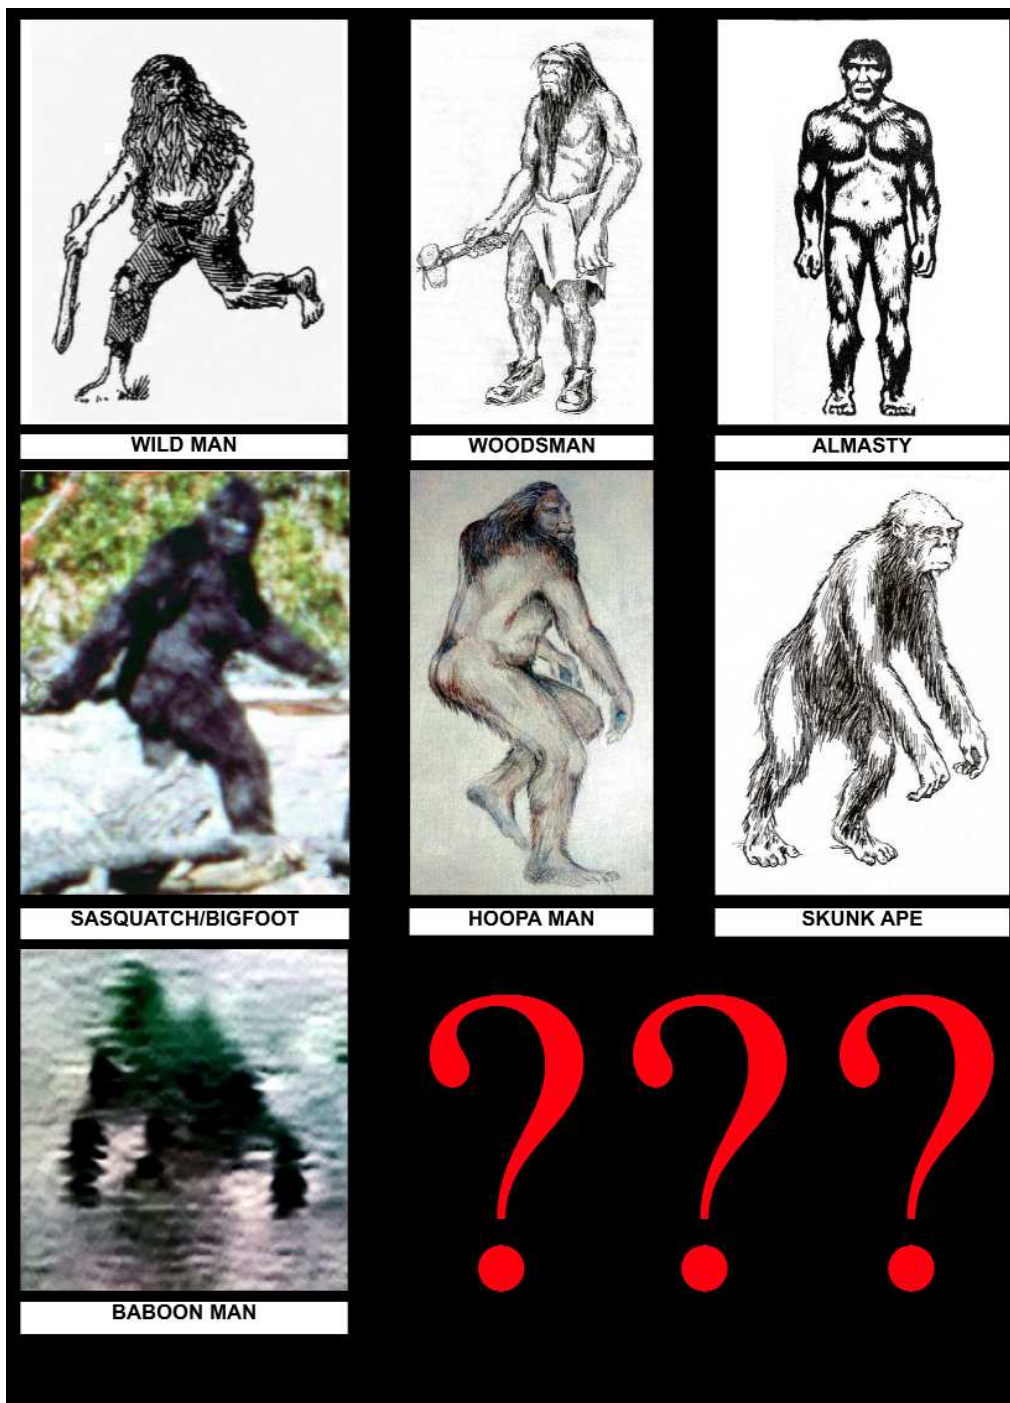 WILD MAN
WOODSMAN
ALMASTY
SASQUATCH/BIGFOOT
HOOPA MAN
SKUNK APE
BABOON MAN
???